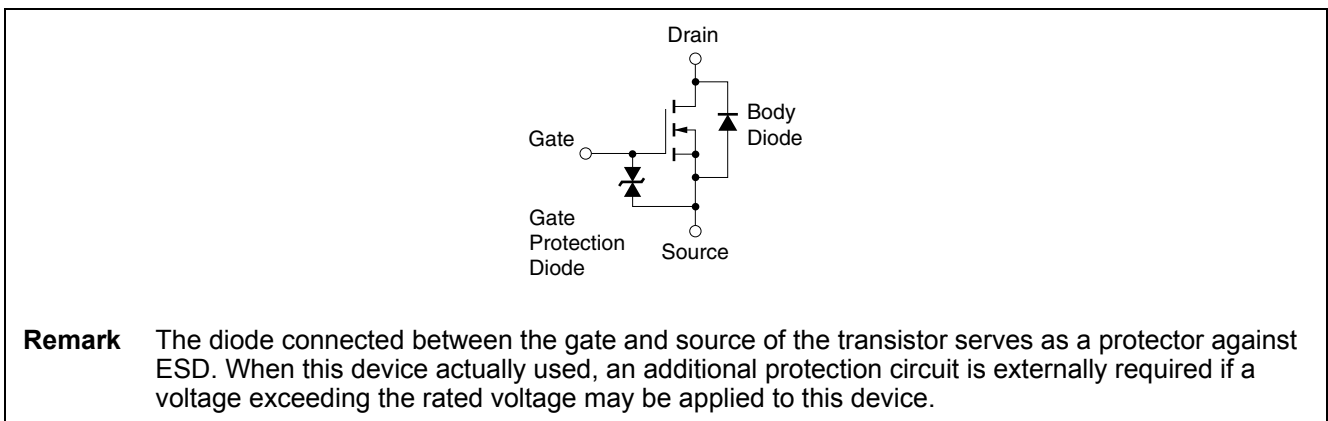 Drain
Body
Diode
Gate
Gate
Protection
Diode
Source
Remark The diode connected between the gate and source of the transistor serves as a protector against
ESD. When this device actually used, an additional protection circuit is externally required if a
voltage exceeding the rated voltage may be applied to this device.